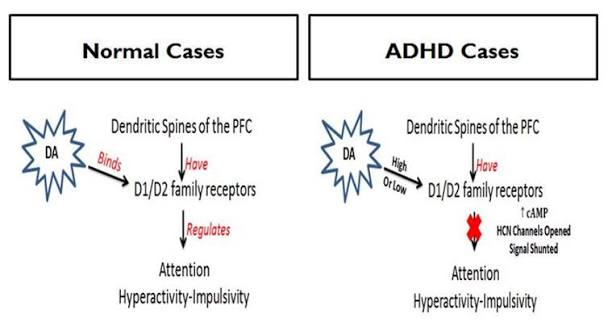 Normal Cases
DA
Binds
Dendritic Spines of the PFC
Have
D1/D2 family receptors
Regulates
Attention
Hyperactivity-Impulsivity
ADHD Cases
DA
High
Or Low
Dendritic Spines of the PFC
Have
D1/D2 family receptors
↑cAMP
HCN Channels Opened
Signal Shunted
Attention
Hyperactivity-Impulsivity